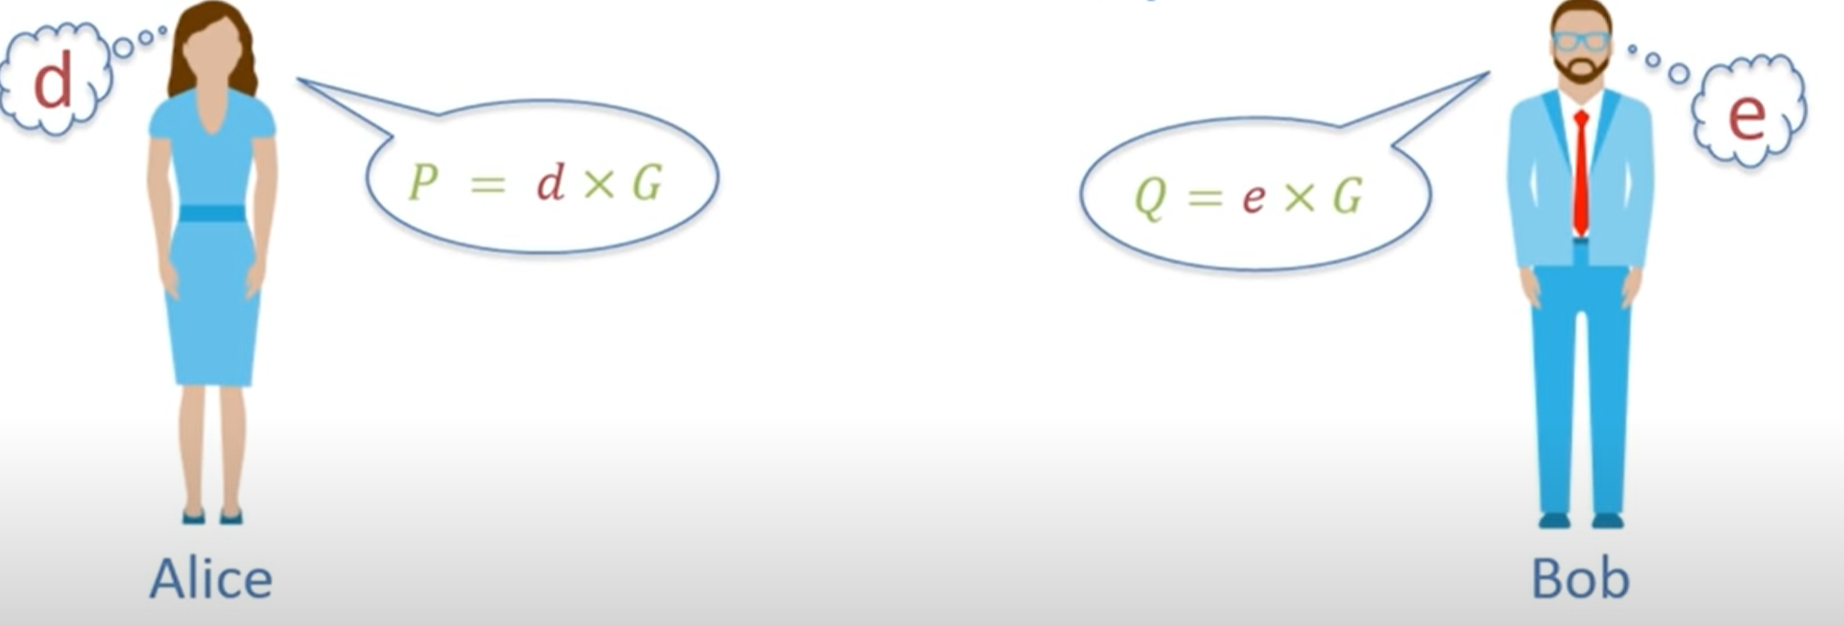 d
P = d × G
Q = e × G
e
Alice
Bob